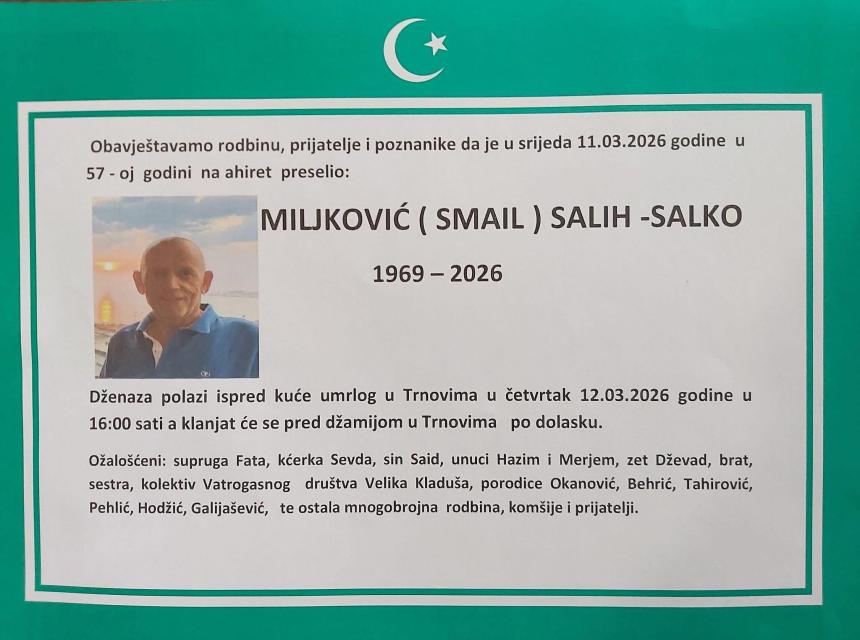 Obavještavamo rodbinu, prijatelje i poznanike da je u srijeda 11.03.2026 godine u
57 - oj godini na ahiret preselio:
MILJKOVIĆ ( SMAIL ) SALIH -SALKO
1969 – 2026
Dženaza polazi ispred kuće umrlog u Trnovima u četvrtak 12.03.2026 godine u
16:00 sati a klanjat će se pred džamijom u Trnovima po dolasku.
Ožalošćeni: supruga Fata, kćerka Sevda, sin Said, unuci Hazim i Merjem, zet Dževad, brat,
sestra, kolektiv Vatrogasnog društva Velika Kladuša, porodice Okanović, Behrić, Tahirović,
Pehlić, Hodžić, Galijašević, te ostala mnogobrojna rodbina, komšije i prijatelji.